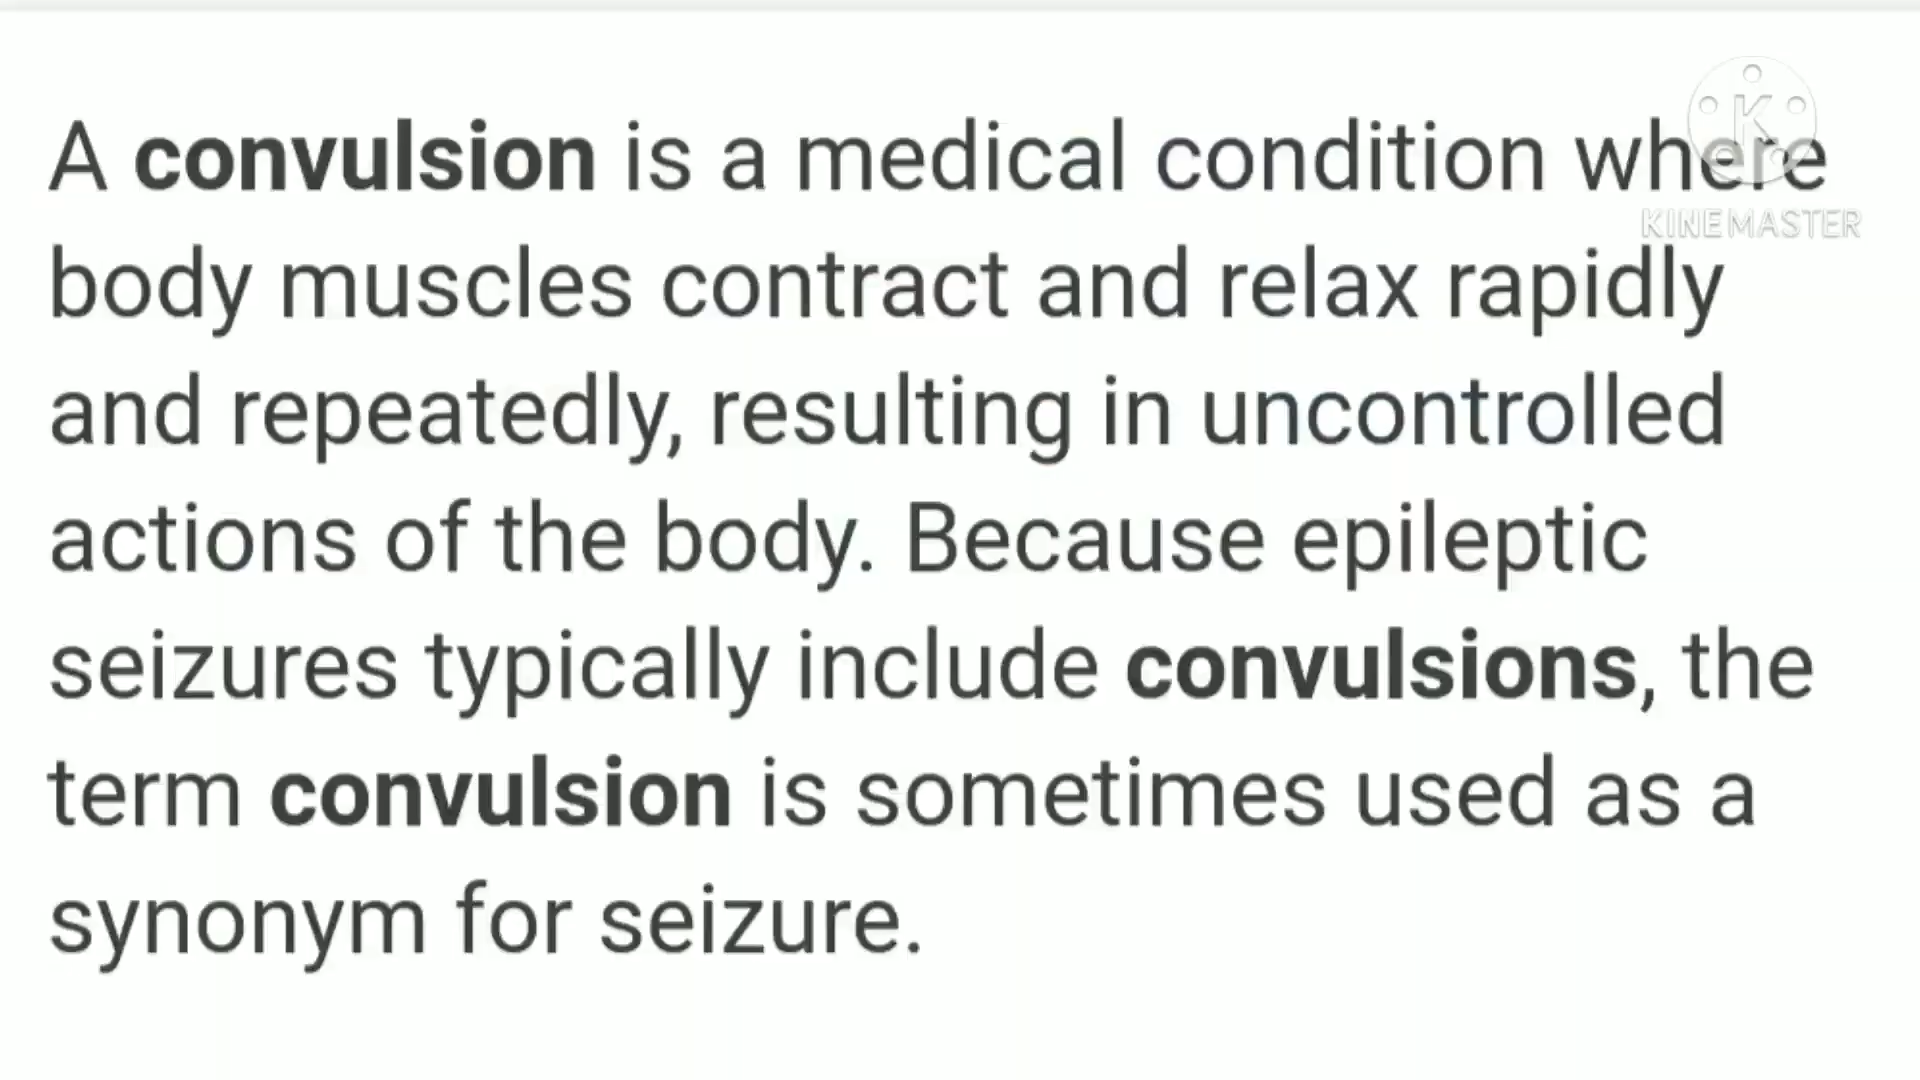 A convulsion is a medical condition where
KINEMASTER
body muscles contract and relax rapidly
and repeatedly, resulting in uncontrolled
actions of the body. Because epileptic
seizures typically include convulsions, the
term convulsion is sometimes used as a
synonym for seizure.